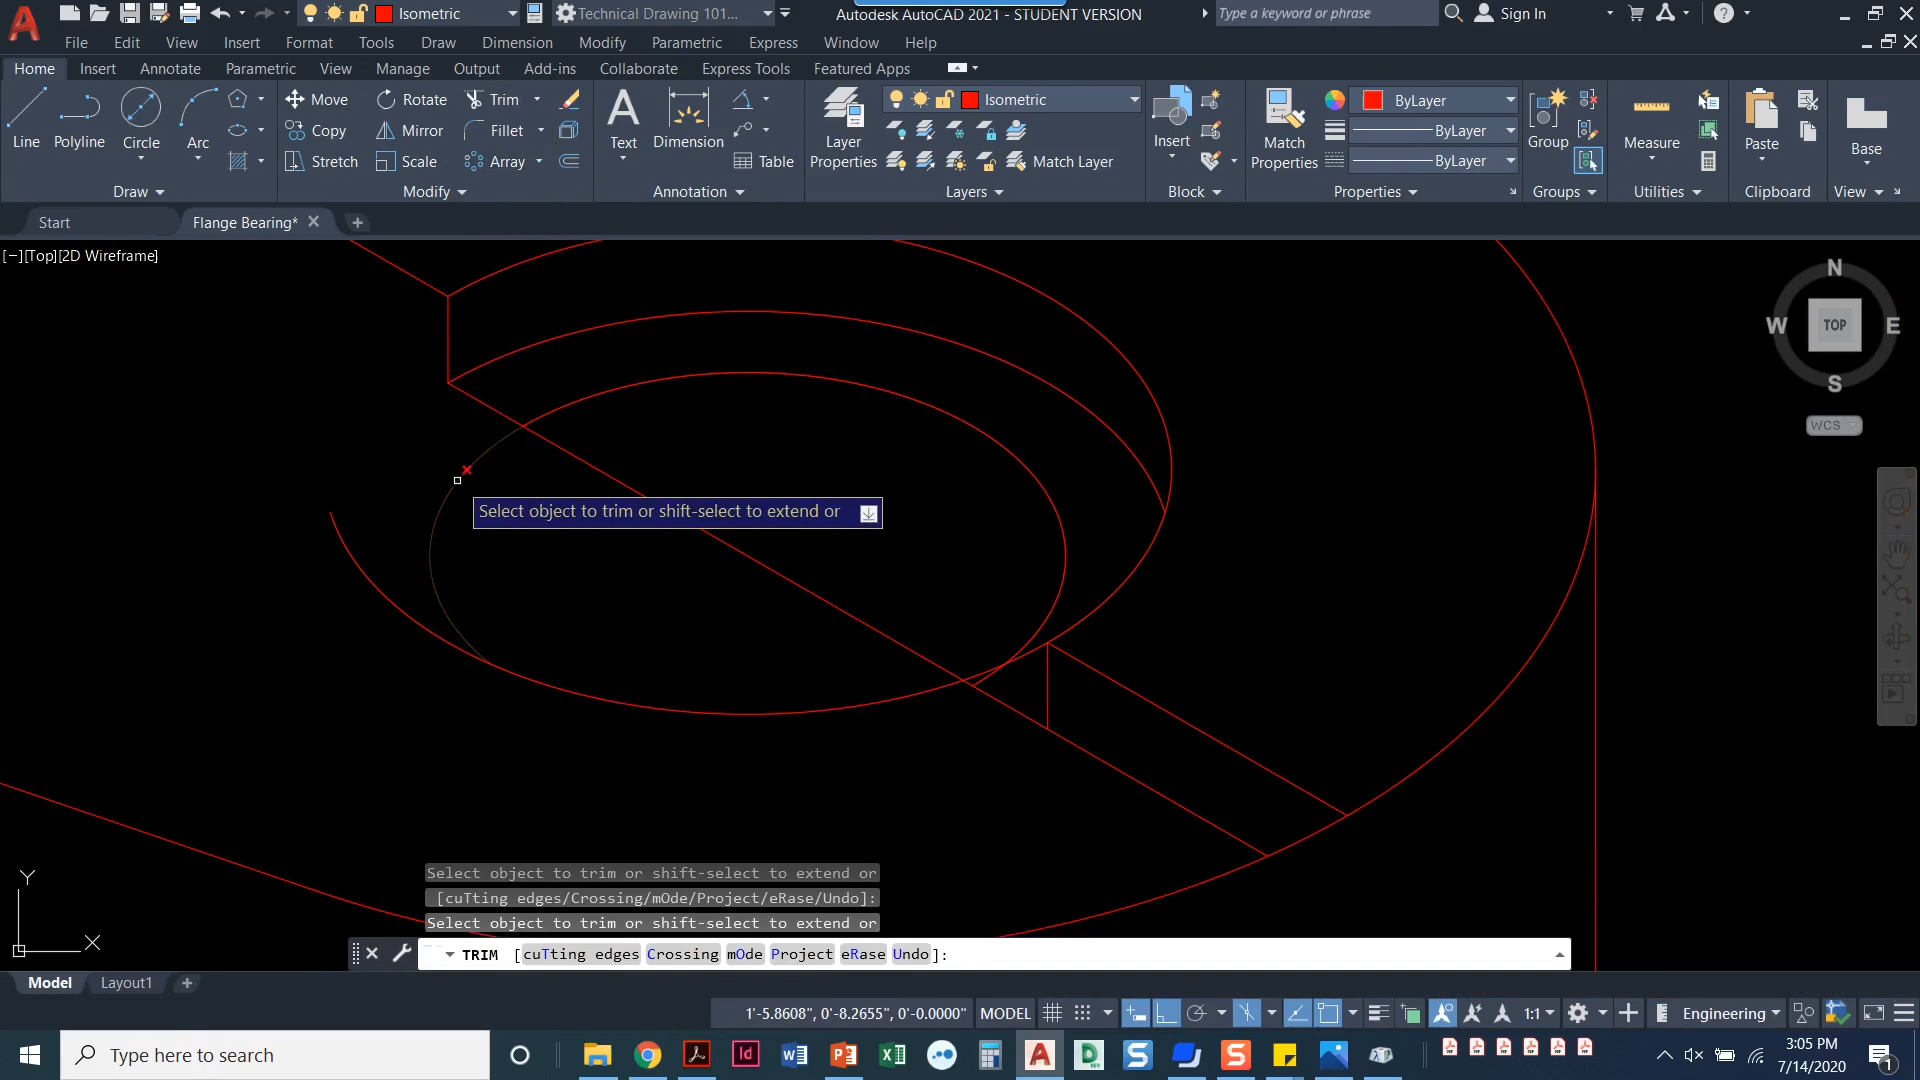 Isometric
Technical Drawing 101...
Autodesk AutoCAD 2021 - STUDENT VERSION
Type a keyword or phrase
Sign In
File Edit View Insert Format Tools Draw Dimension Modify Parametric Express Window Help
Home Insert Annotate Parametric View Manage Output Add-ins Collaborate Express Tools Featured Apps
Line
Polyline
Circle
Arc
Draw
Move
Rotate
Trim
Copy
Mirror
Fillet
Stretch
Scale
Array
Modify
Text
Dimension
Table
Annotation
Layer
Properties
Isometric
Match Layer
Layers
Insert
Block
Match
Properties
ByLayer
ByLayer
ByLayer
Properties
Group
Groups
Measure
Utilities
Paste
Clipboard
Base
View
Start
Flange Bearing*
[−][Top][2D Wireframe]
N
W TOP E
S
WCS
Select object to trim or shift-select to extend or
Y
X
Select object to trim or shift-select to extend or
[cuTting edges/Crossing/mOde/Project/eRase/Undo]:
Select object to trim or shift-select to extend or
TRIM [cuTting edges Crossing mOde Project eRase Undo]:
Model Layout1
1'-5.8608", 0'-8.2655", 0'-0.0000" MODEL
1:1
Engineering
Type here to search
3:05 PM
7/14/2020
1